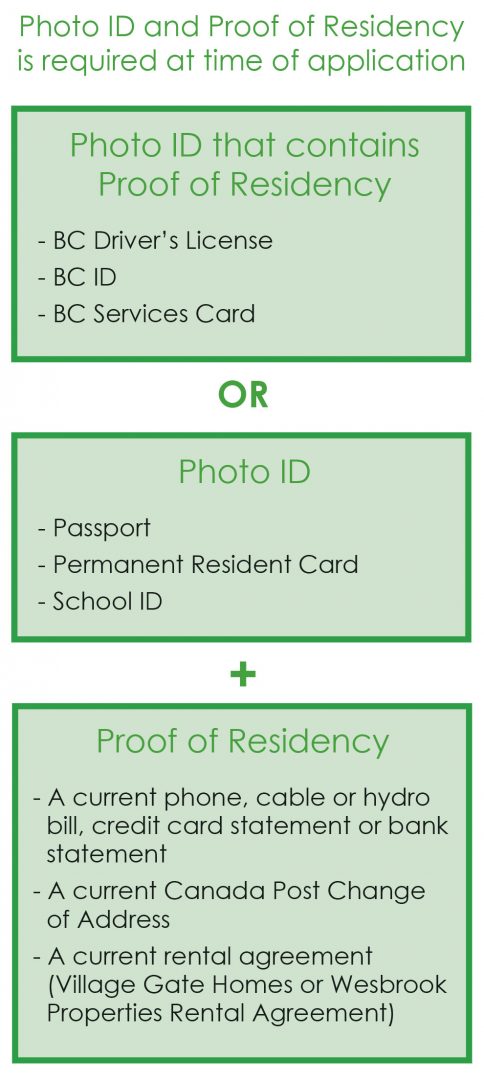 Photo ID and Proof of Residency
is required at time of application
Photo ID that contains
Proof of Residency
- BC Driver’s License
- BC ID
- BC Services Card
OR
Photo ID
- Passport
- Permanent Resident Card
- School ID
+
Proof of Residency
- A current phone, cable or hydro
bill, credit card statement or bank
statement
- A current Canada Post Change
of Address
- A current rental agreement
(Village Gate Homes or Wesbrook
Properties Rental Agreement)